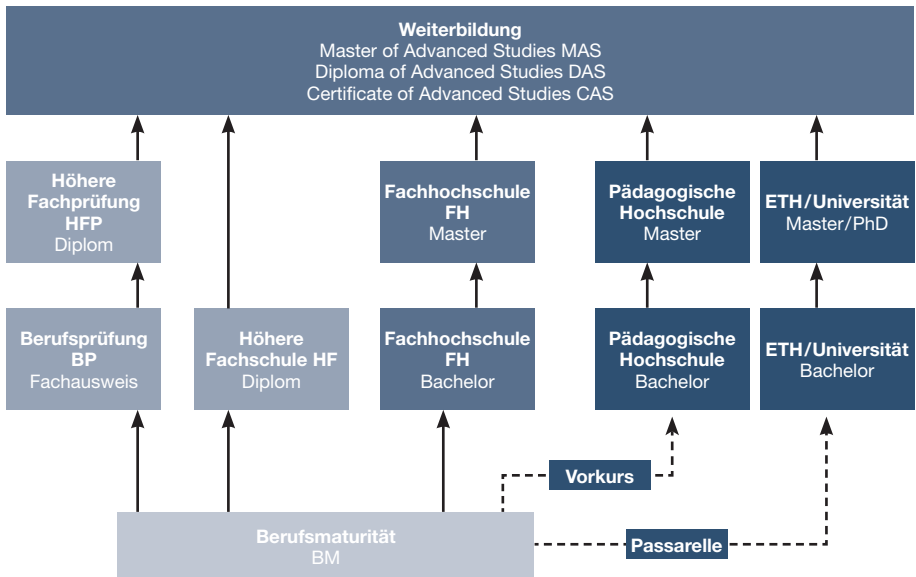 Weiterbildung
Master of Advanced Studies MAS
Diploma of Advanced Studies DAS
Certificate of Advanced Studies CAS
Höhere
Fachprüfung
HFP
Diplom
Fachhochschule
FH
Master
Pädagogische
Hochschule
Master
ETH/Universität
Master/PhD
Berufsprüfung
BP
Fachausweis
Höhere
Fachschule HF
Diplom
Fachhochschule
FH
Bachelor
Pädagogische
Hochschule
Bachelor
ETH/Universität
Bachelor
Vorkurs
Berufsmaturität
BM
Passarelle